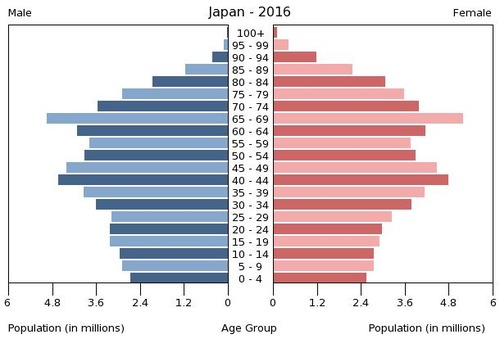 Male Japan - 2016 Female
100+
95 - 99
90 - 94
85 - 89
80 - 84
75 - 79
70 - 74
65 - 69
60 - 64
55 - 59
50 - 54
45 - 49
40 - 44
35 - 39
30 - 34
25 - 29
20 - 24
15 - 19
10 - 14
5 - 9
0 - 4
6 4.8 3.6 2.4 1.2 0 0 1.2 2.4 3.6 4.8 6
Population (in millions) Age Group Population (in millions)